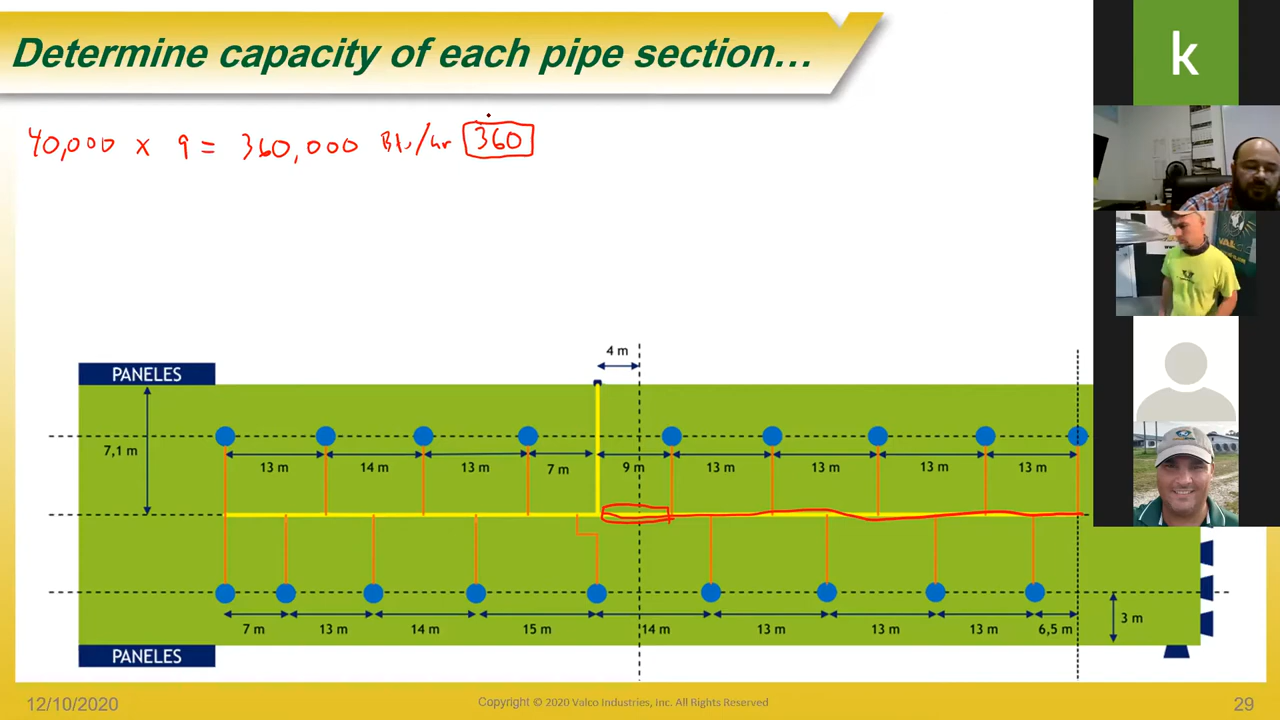 Determine capacity of each pipe section…
40,000 x 9 = 360,000 Btu/hr 360
k
4 m
PANELES
7,1 m
13 m 14 m 13 m 7 m 9 m 13 m 13 m 13 m 13 m
7 m 13 m 14 m 15 m 14 m 13 m 13 m 13 m 6,5 m
3 m
PANELES
12/10/2020
Copyright © 2020 Valco Industries, Inc. All Rights Reserved
29